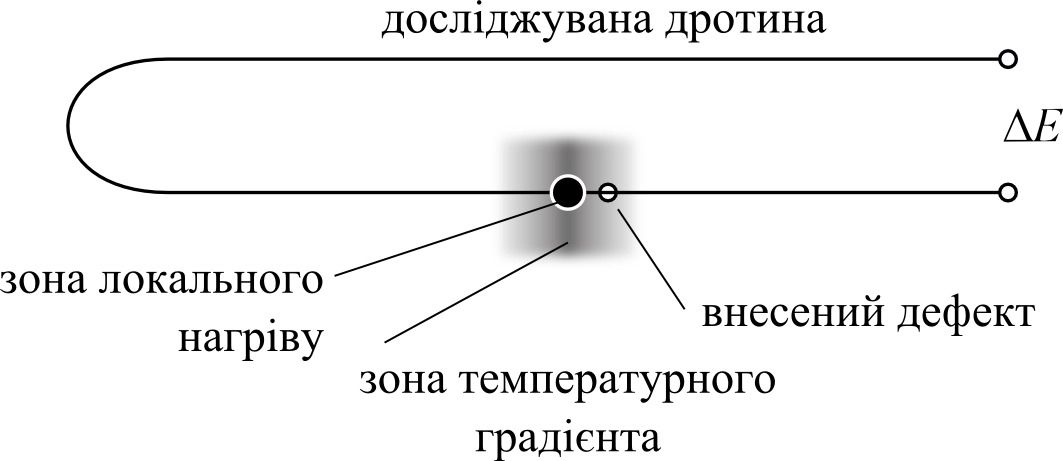 досліджувана дротина
ΔE
зона локального
нагріву
внесений дефект
зона температурного
градієнта